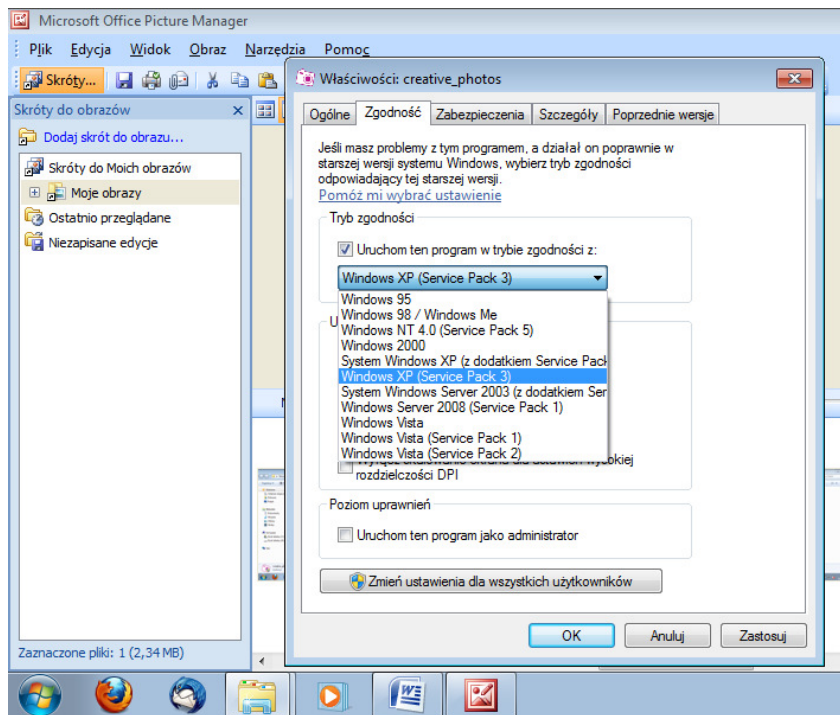 Microsoft Office Picture Manager
Plik Edycja Widok Obraz Narzędzia Pomoc
Skróty...
Skróty do obrazów
Dodaj skrót do obrazu...
Skróty do Moich obrazów
Moje obrazy
Ostatnio przeglądane
Niezapisane edycje
Zaznaczone pliki: 1 (2,34 MB)
Właściwości: creative_photos
Ogólne Zgodność Zabezpieczenia Szczegóły Poprzednie wersje
Jeśli masz problemy z tym programem, a działał on poprawnie w
starszej wersji systemu Windows, wybierz tryb zgodności
odpowiadający tej starszej wersji.
Pomóż mi wybrać ustawienie
Tryb zgodności
Uruchom ten program w trybie zgodności z:
Windows XP (Service Pack 3)
Windows 95
Windows 98 / Windows Me
Windows NT 4.0 (Service Pack 5)
Windows 2000
System Windows XP (z dodatkiem Service Pack
Windows XP (Service Pack 3)
System Windows Server 2003 (z dodatkiem Ser
Windows Server 2008 (Service Pack 1)
Windows Vista
Windows Vista (Service Pack 1)
Windows Vista (Service Pack 2)
rozdzielczości DPI
Poziom uprawnień
Uruchom ten program jako administrator
Zmień ustawienia dla wszystkich użytkowników
OK Anuluj Zastosuj